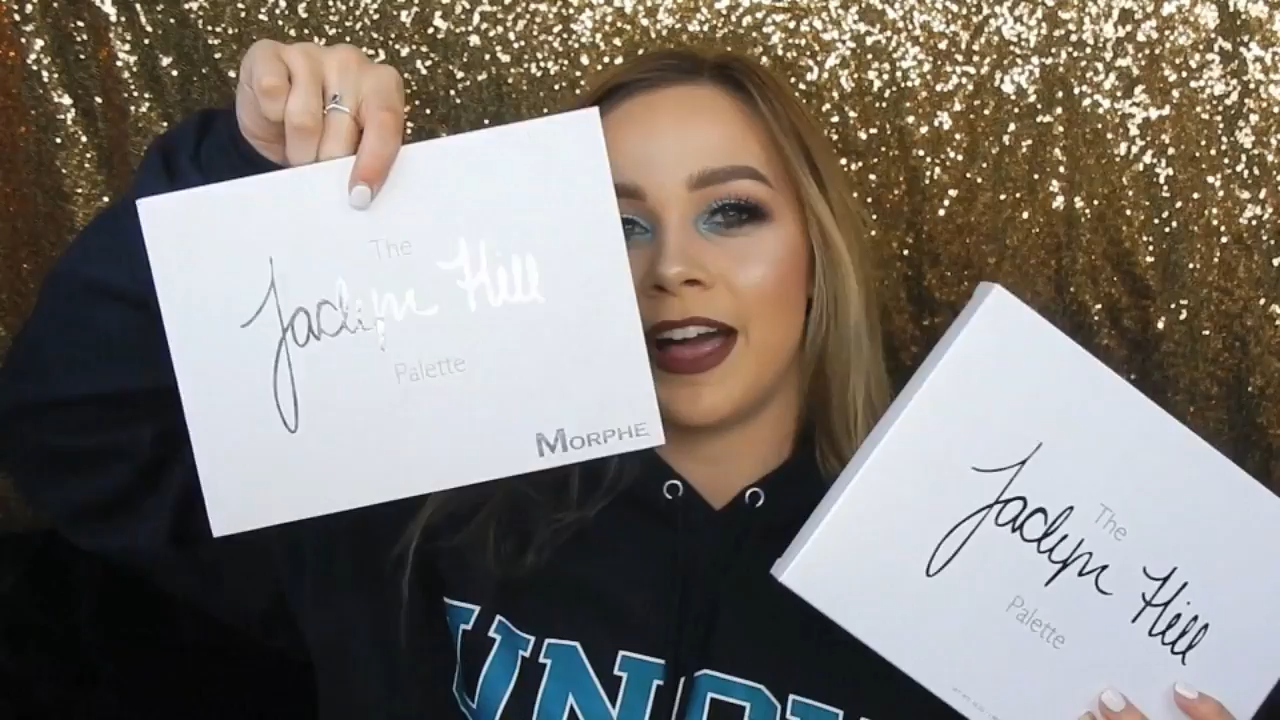 The
Jaclyn Hill
Palette
MORPHE
The
Jaclyn Hill
Palette